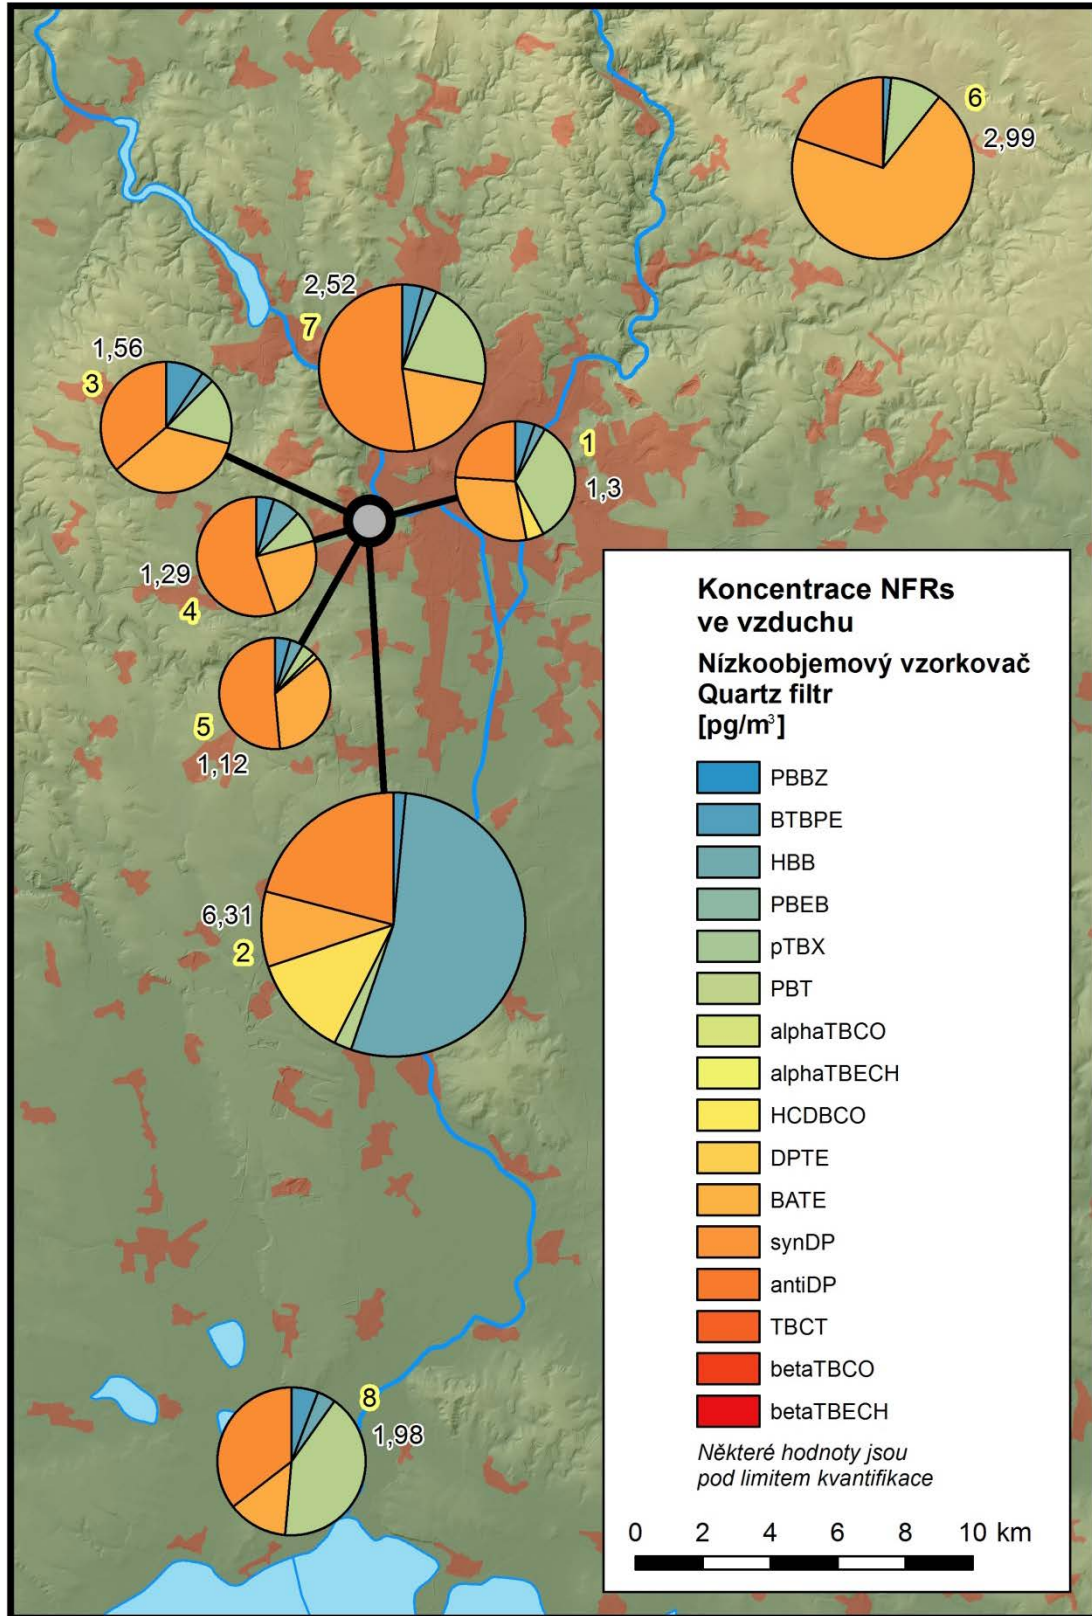 6
2,99
2,52
7
1,56
3
1
1,3
1,29
4
5
1,12
6,31
2
8
1,98
Koncentrace NFRs
ve vzduchu
Nízkoobjemový vzorkovač
Quartz filtr
[pg/m³]
PBBZ
BTBPE
HBB
PBEB
pTBX
PBT
alphaTBCO
alphaTBECH
HCDBCO
DPTE
BATE
synDP
antiDP
TBCT
betaTBCO
betaTBECH
Některé hodnoty jsou
pod limitem kvantifikace
0 2 4 6 8 10 km